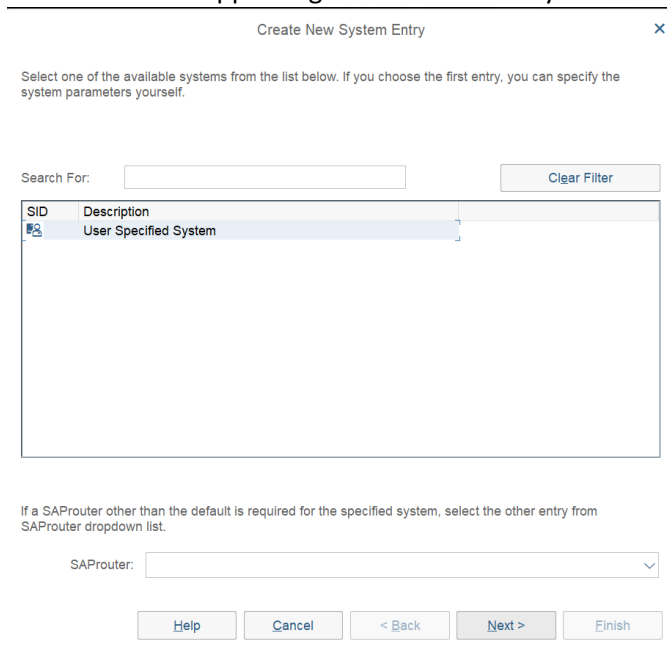 Create New System Entry
Select one of the available systems from the list below. If you choose the first entry, you can specify the
system parameters yourself.
Search For:
Clear Filter
SID Description
User Specified System
If a SAProuter other than the default is required for the specified system, select the other entry from
SAProuter dropdown list.
SAProuter:
Help Cancel < Back Next > Finish